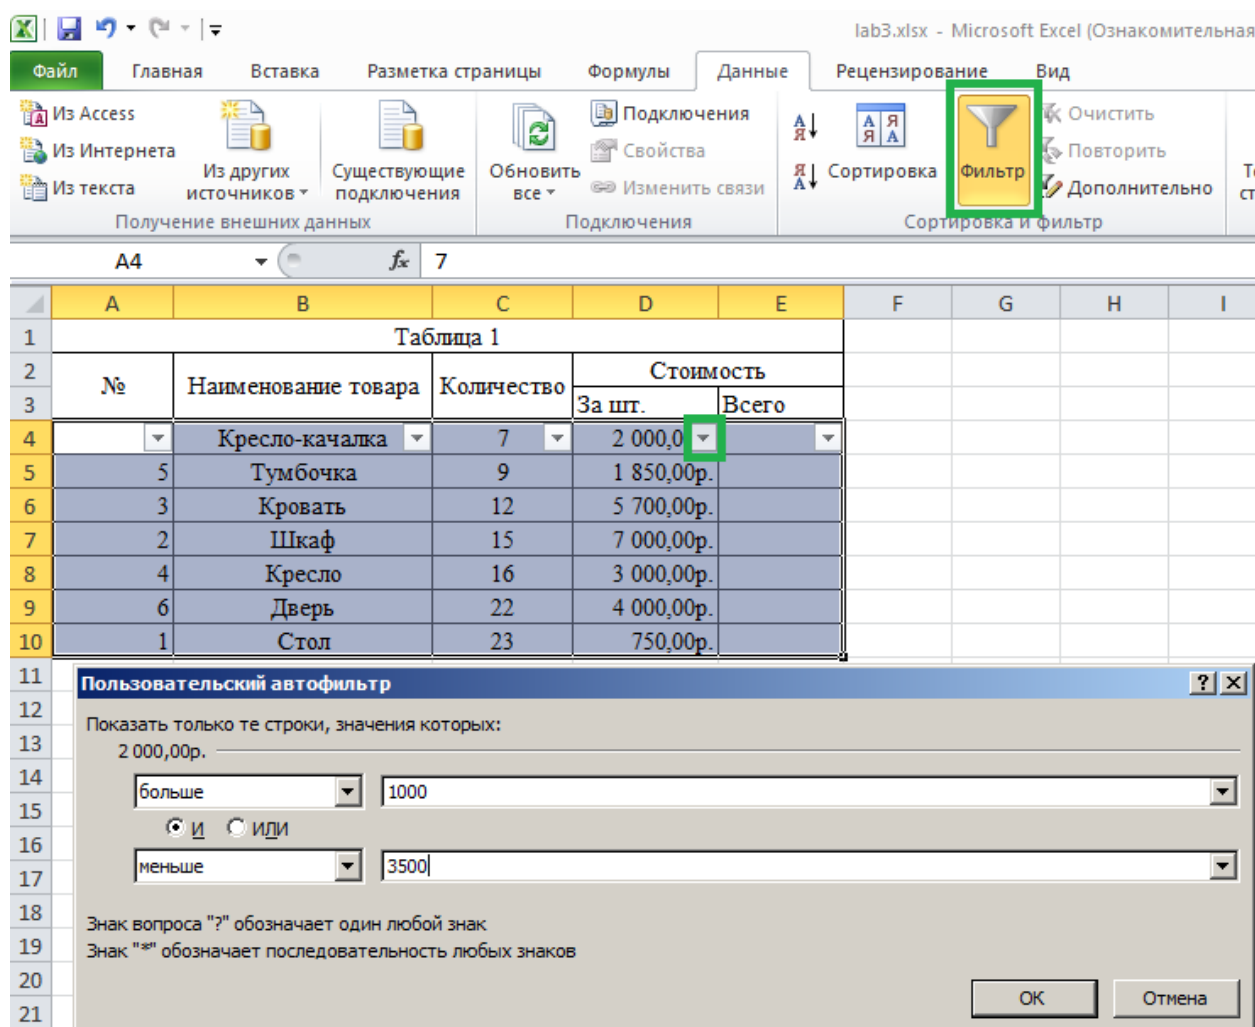 lab3.xlsx - Microsoft Excel (Ознакомительная
Файл Главная Вставка Разметка страницы Формулы Данные Рецензирование Вид
Из Access
Из Интернета
Из текста
Из других источников
Существующие подключения
Получение внешних данных
Обновить все
Подключения
Свойства
Изменить связи
Подключения
Сортировка
Фильтр
Очистить
Повторить
Дополнительно
Сортировка и фильтр
A4 fx 7
A B C D E F G H I
1 Таблица 1
2 № Наименование товара Количество Стоимость
3 За шт. Всего
4 Кресло-качалка 7 2 000,0
5 5 Тумбочка 9 1 850,00р.
6 3 Кровать 12 5 700,00р.
7 2 Шкаф 15 7 000,00р.
8 4 Кресло 16 3 000,00р.
9 6 Дверь 22 4 000,00р.
10 1 Стол 23 750,00р.
11
12
13
14
15
16
17
18
19
20
21
Пользовательский автофильтр
Показать только те строки, значения которых:
2 000,00р.
больше 1000
И ИЛИ
меньше 3500
Знак вопроса "?" обозначает один любой знак
Знак "*" обозначает последовательность любых знаков
ОК Отмена